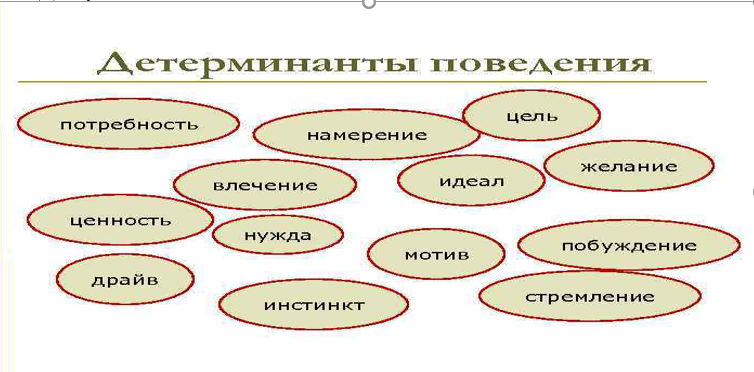 Детерминанты поведения
потребность
намерение
цель
влечение
идеал
желание
ценность
нужда
мотив
побуждение
драйв
инстинкт
стремление